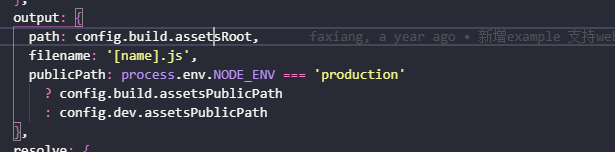 },
output: {
path: config.build.assetsRoot, faxiang, a year ago • 新增example 支持web
filename: '[name].js',
publicPath: process.env.NODE_ENV === 'production'
? config.build.assetsPublicPath
: config.dev.assetsPublicPath
},
resolve: {